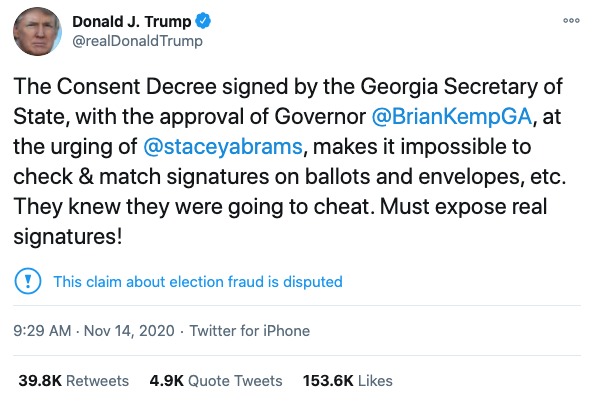 Donald J. Trump
@realDonaldTrump
The Consent Decree signed by the Georgia Secretary of
State, with the approval of Governor @BrianKempGA, at
the urging of @staceyabrams, makes it impossible to
check & match signatures on ballots and envelopes, etc.
They knew they were going to cheat. Must expose real
signatures!
This claim about election fraud is disputed
9:29 AM · Nov 14, 2020 · Twitter for iPhone
39.8K Retweets 4.9K Quote Tweets 153.6K Likes